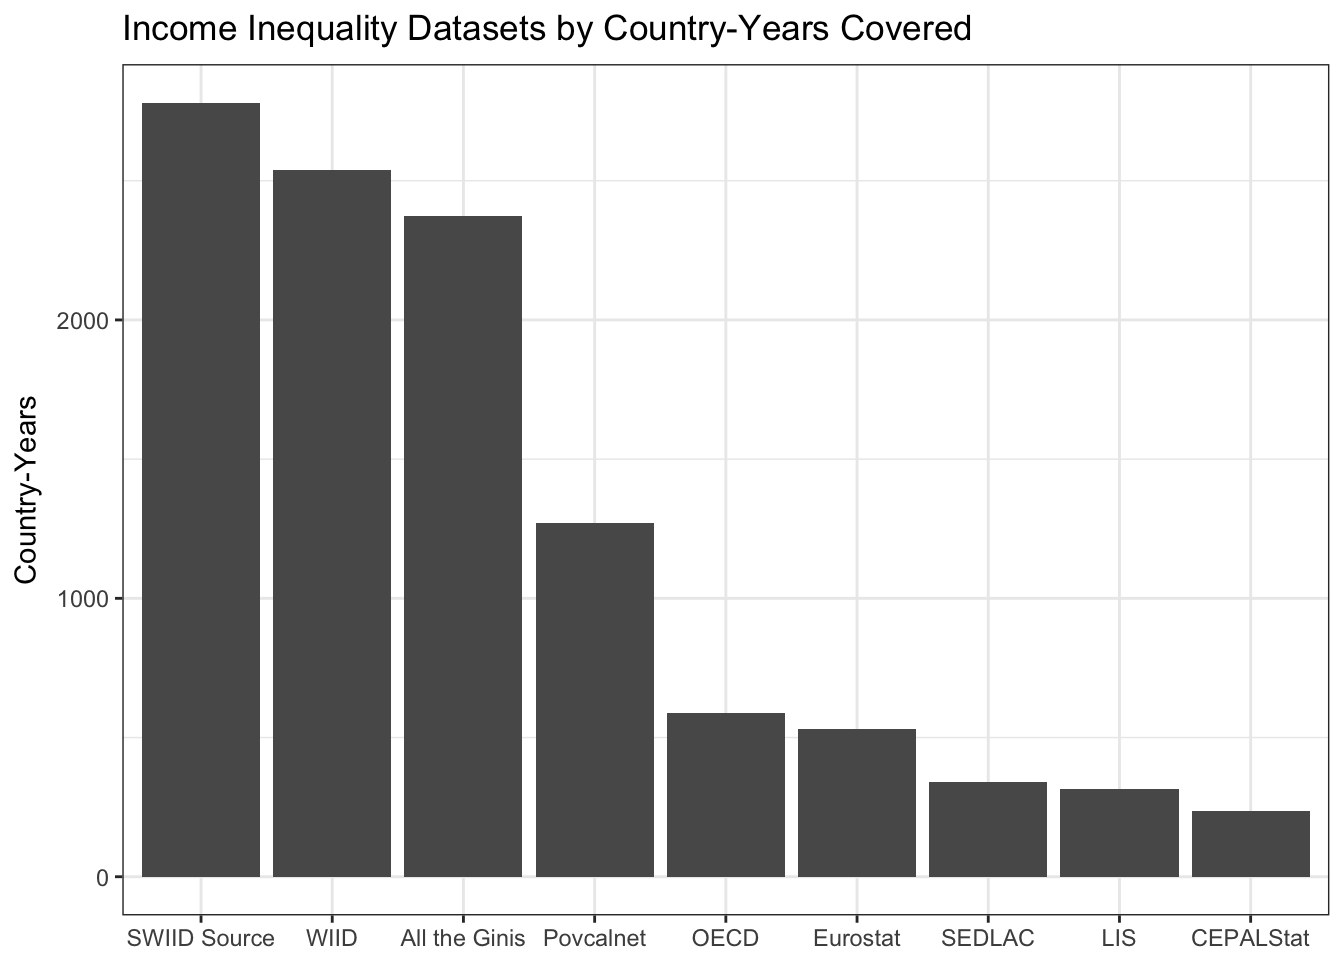 Income Inequality Datasets by Country-Years Covered
Country-Years
2000
1000
0
SWIID Source WIID All the Ginis Povcalnet OECD Eurostat SEDLAC LIS CEPALStat